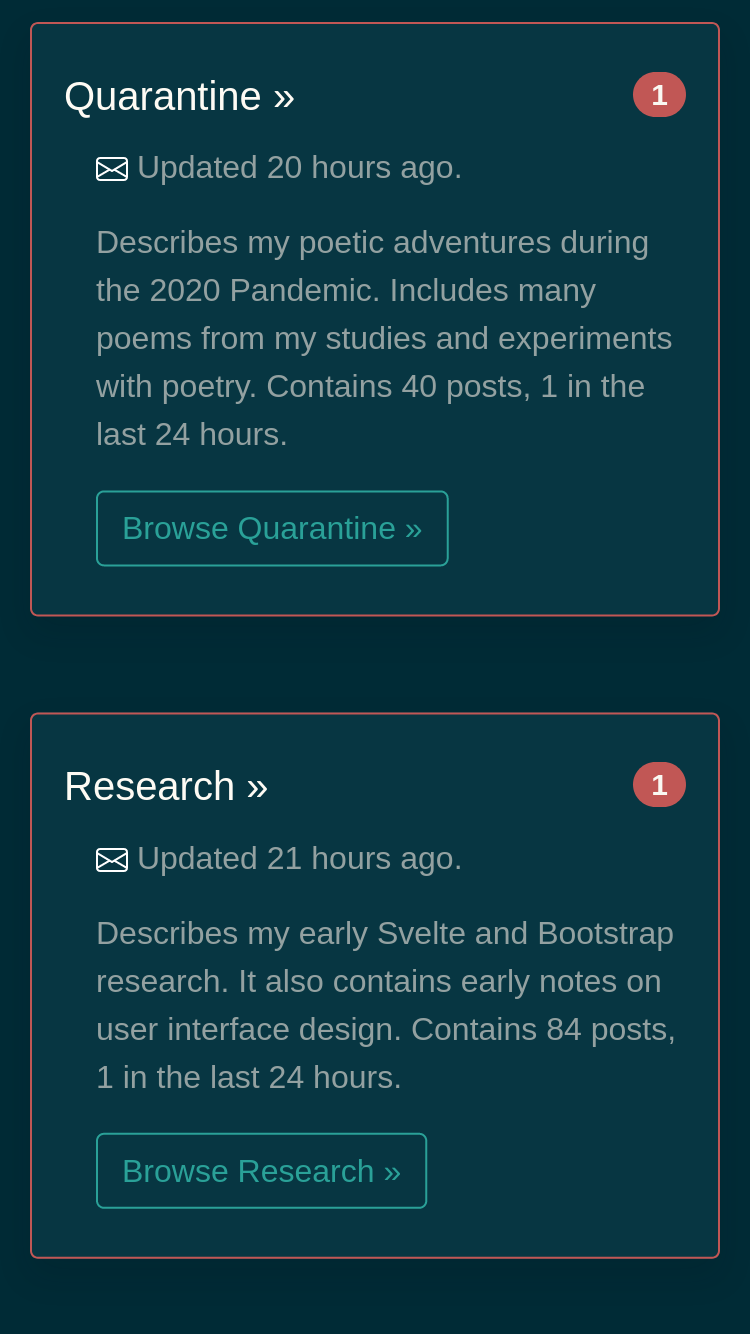 Quarantine » 1
Updated 20 hours ago.
Describes my poetic adventures during
the 2020 Pandemic. Includes many
poems from my studies and experiments
with poetry. Contains 40 posts, 1 in the
last 24 hours.
Browse Quarantine »
Research » 1
Updated 21 hours ago.
Describes my early Svelte and Bootstrap
research. It also contains early notes on
user interface design. Contains 84 posts,
1 in the last 24 hours.
Browse Research »